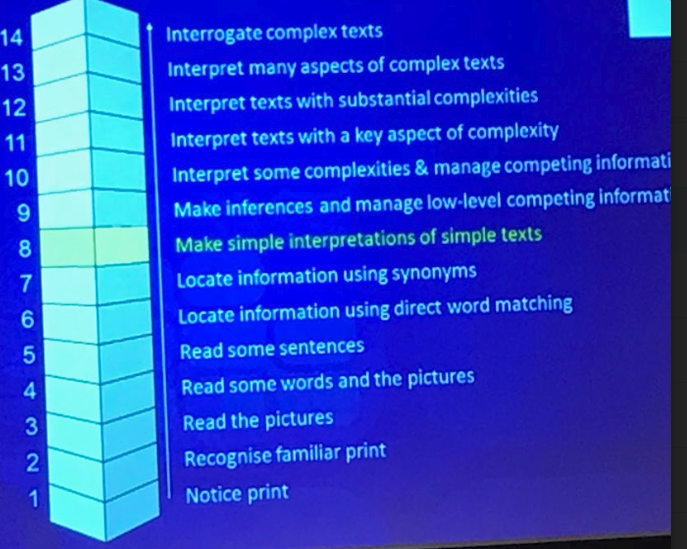 14 Interrogate complex texts
13 Interpret many aspects of complex texts
12 Interpret texts with substantial complexities
11 Interpret texts with a key aspect of complexity
10 Interpret some complexities & manage competing informati
9 Make inferences and manage low-level competing informat
8 Make simple interpretations of simple texts
7 Locate information using synonyms
6 Locate information using direct word matching
5 Read some sentences
4 Read some words and the pictures
3 Read the pictures
2 Recognise familiar print
1 Notice print